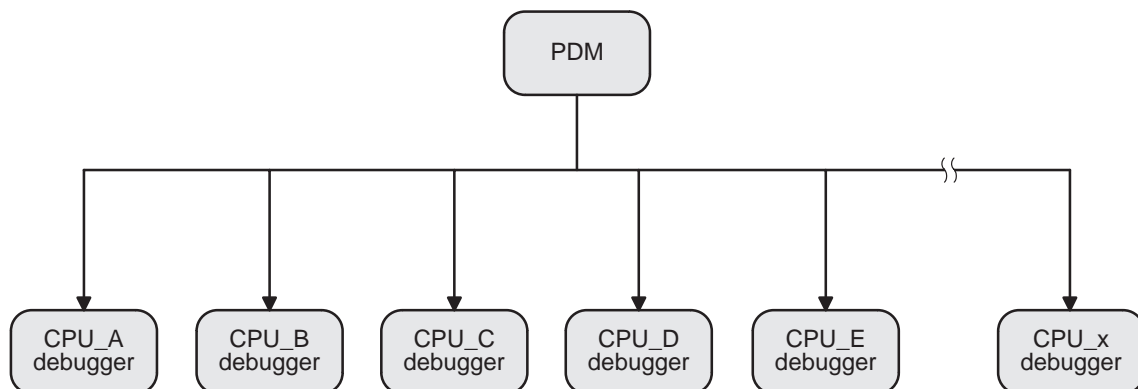 PDM
CPU_A
debugger
CPU_B
debugger
CPU_C
debugger
CPU_D
debugger
CPU_E
debugger
CPU_x
debugger